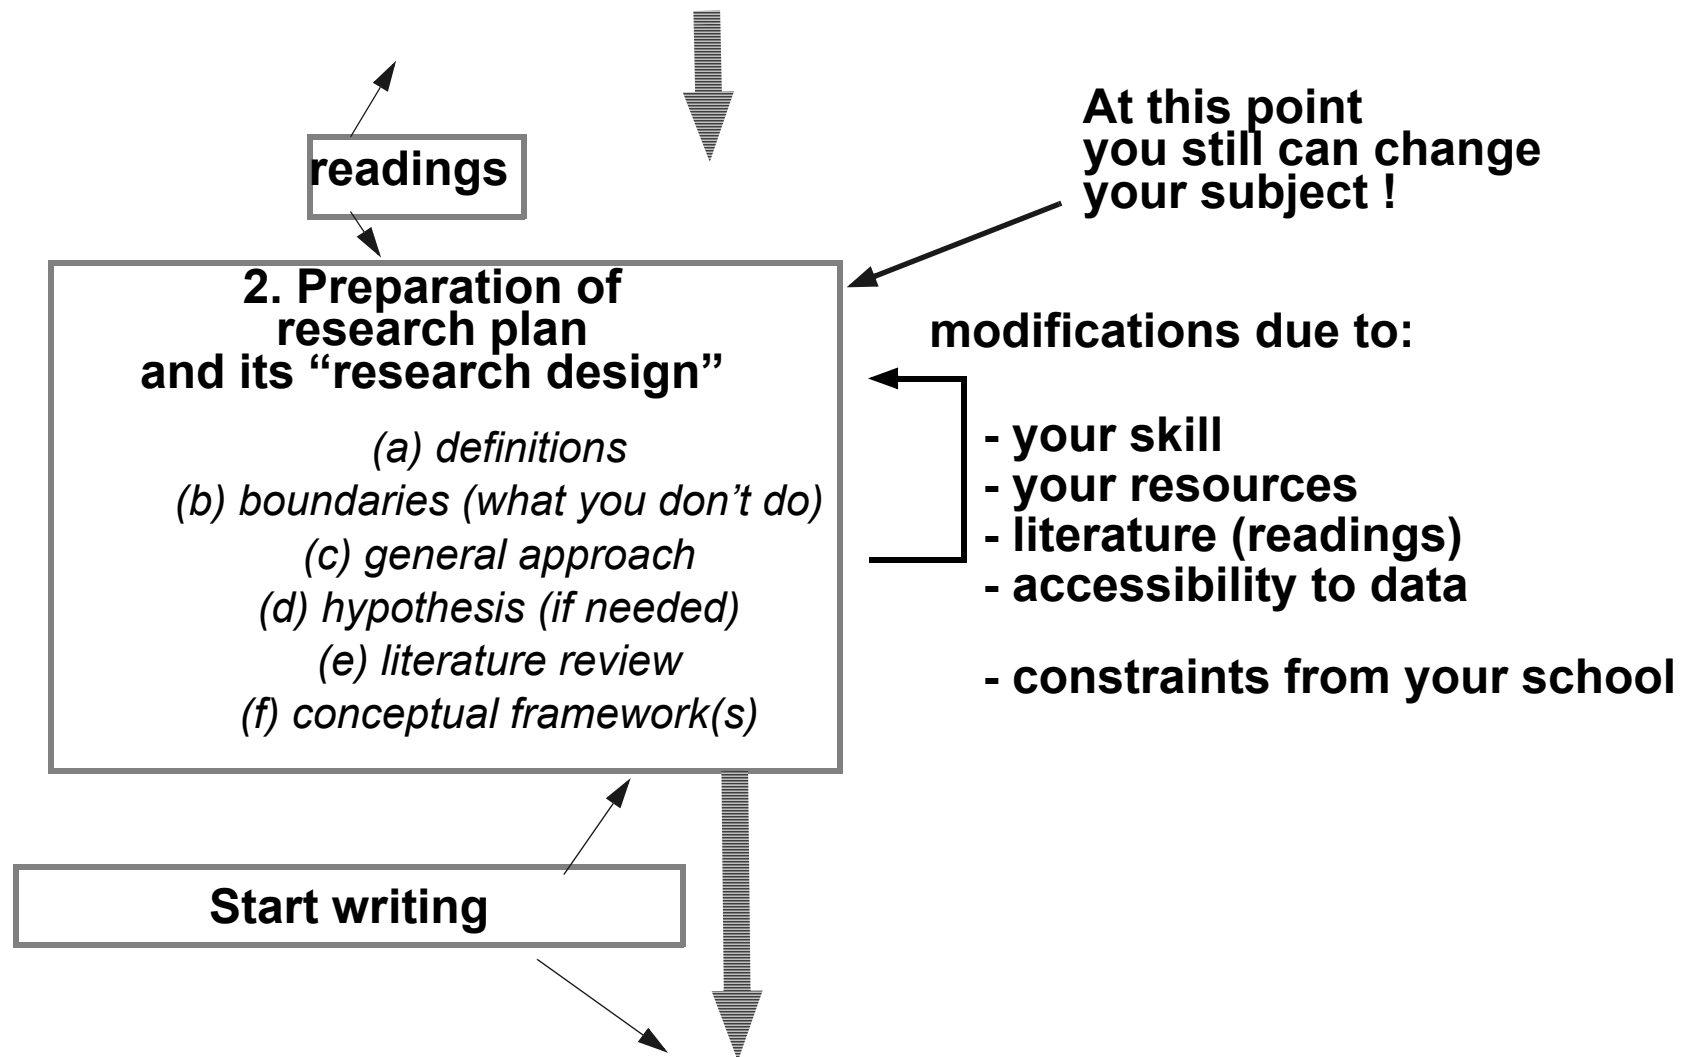 readings
At this point
you still can change
your subject !
2. Preparation of
research plan
and its “research design”
(a) definitions
(b) boundaries (what you don’t do)
(c) general approach
(d) hypothesis (if needed)
(e) literature review
(f) conceptual framework(s)
modifications due to:
- your skill
- your resources
- literature (readings)
- accessibility to data
- constraints from your school
Start writing